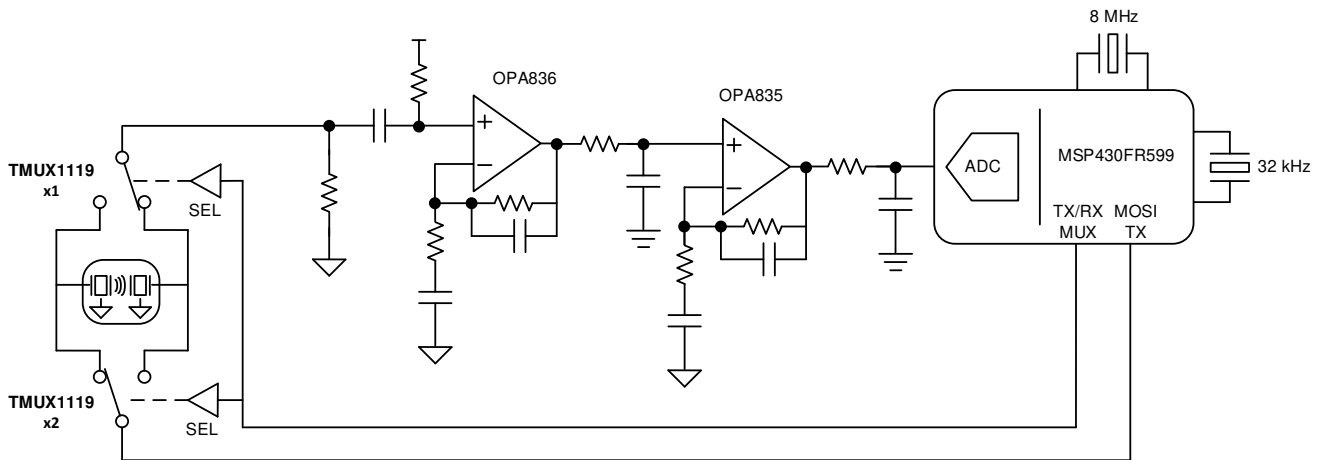 8 MHz
OPA836
OPA835
MSP430FR599
ADC
32 kHz
TMUX1119
x1
SEL
TX/RX MOSI
MUX TX
TMUX1119
x2
SEL
+
−
+
−